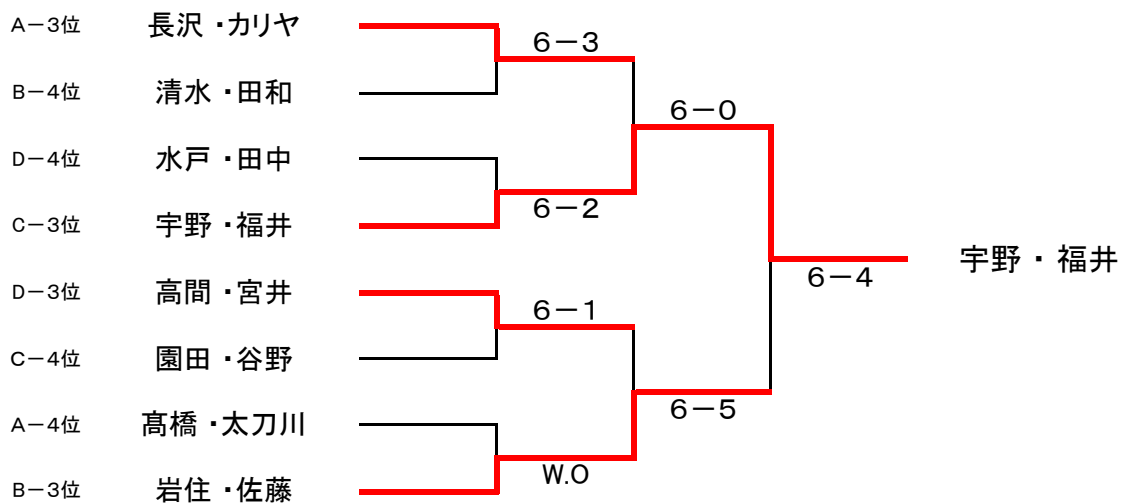 A－3位 長沢・カリヤ
6－3
B－4位 清水・田和
6－0
D－4位 水戸・田中
6－2
C－3位 宇野・福井
6－4
宇野・福井
D－3位 高間・宮井
6－1
C－4位 園田・谷野
6－5
A－4位 髙橋・太刀川
W.O
B－3位 岩住・佐藤